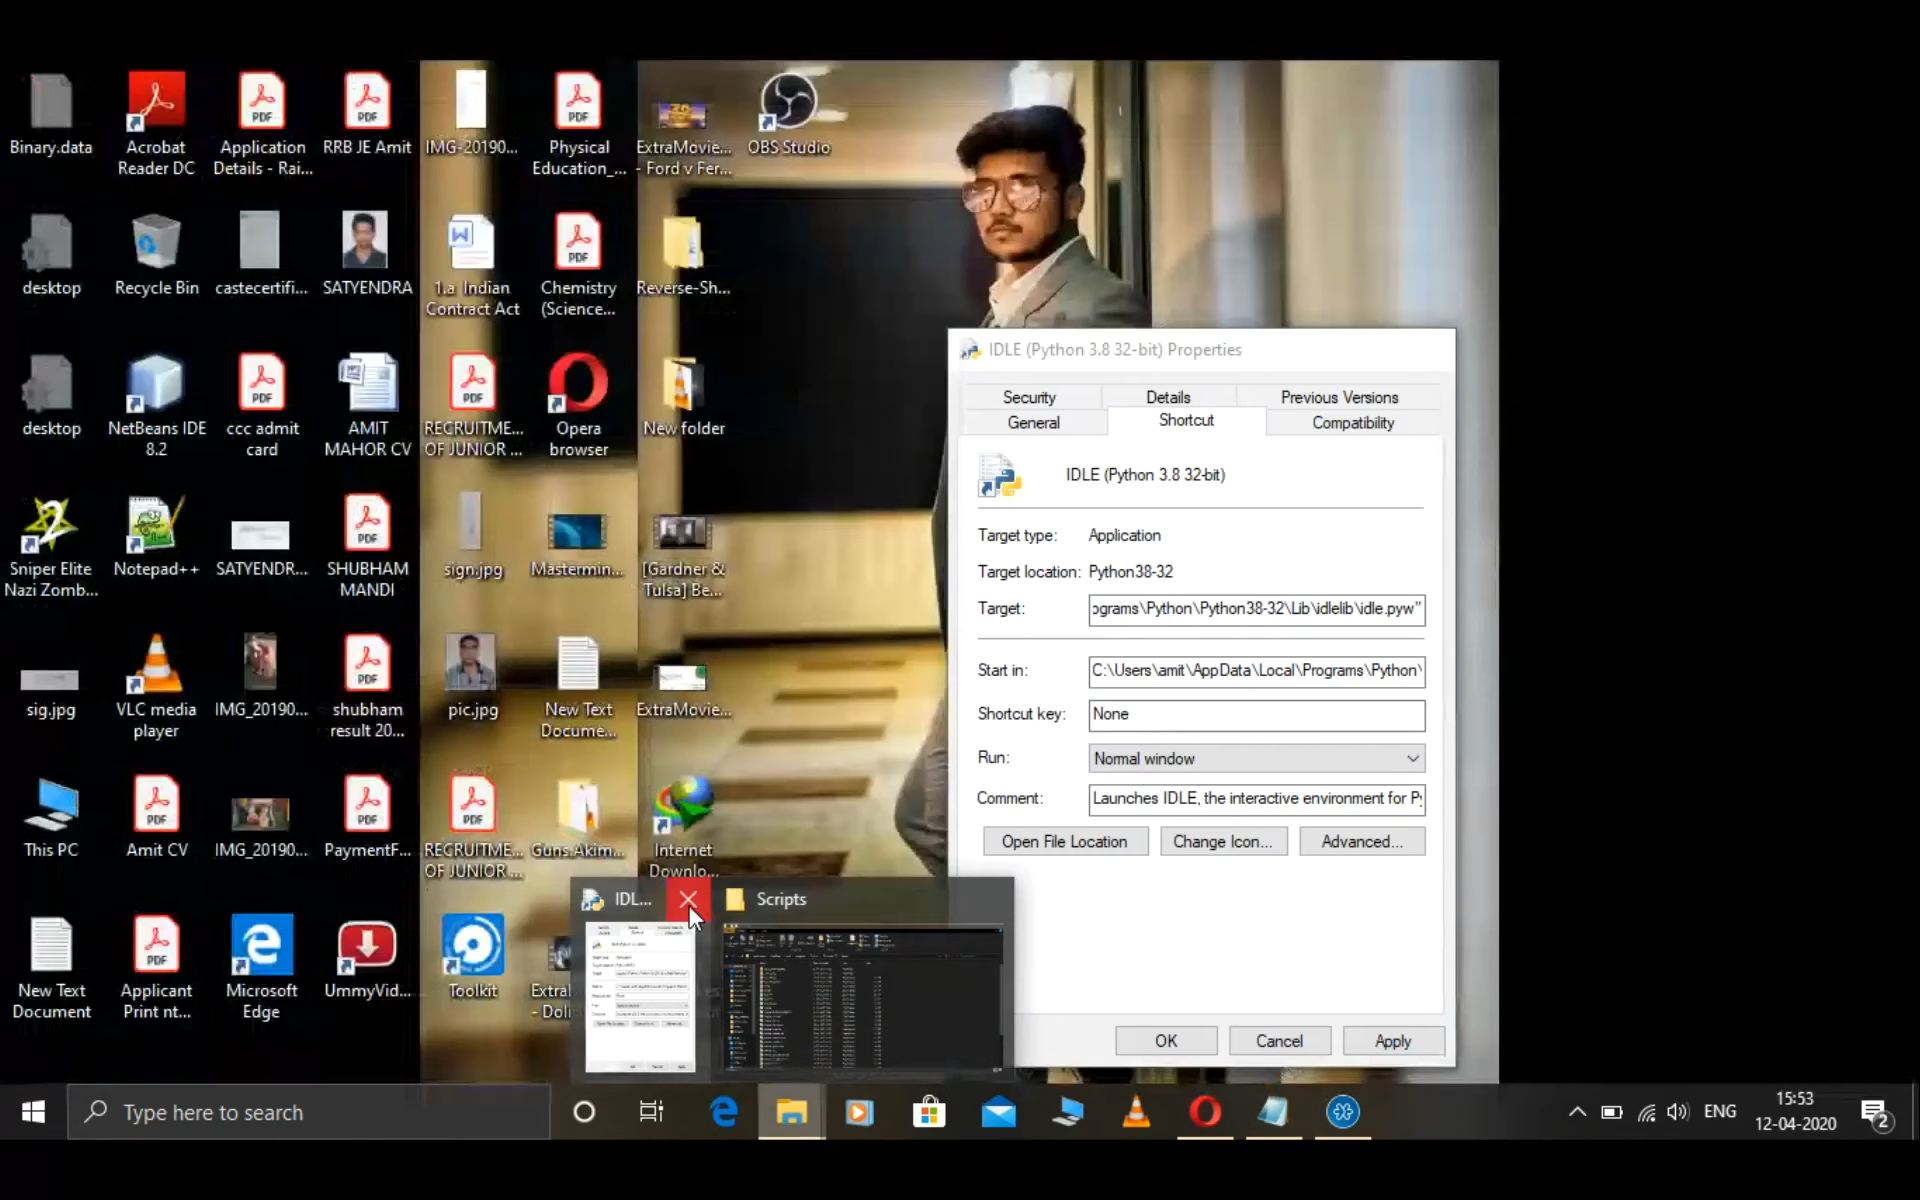 Binary.data
Acrobat
Reader DC
Application
Details - Rai...
RRB JE Amit
IMG-20190...
Physical
Education_...
ExtraMovie...
- Ford v Fer...
OBS Studio
desktop
Recycle Bin
castecertifi...
SATYENDRA
1.a Indian
Contract Act
Chemistry
(Science...
Reverse-Sh...
desktop
NetBeans IDE
8.2
ccc admit
card
AMIT
MAHOR CV
RECRUITME...
OF JUNIOR ...
Opera
browser
New folder
Sniper Elite
Nazi Zomb...
Notepad++
SATYENDR...
SHUBHAM
MANDI
sign.jpg
Mastermin...
[Gardner &
Tulsa] Be...
sig.jpg
VLC media
player
IMG_20190...
shubham
result 20...
pic.jpg
New Text
Docume...
ExtraMovie...
This PC
Amit CV
IMG_20190...
PaymentF...
RECRUITME...
OF JUNIOR ...
Guns.Akim...
Internet
Downlo...
New Text
Document
Applicant
Print nt...
Microsoft
Edge
UmmyVid...
Toolkit
Extra
- Doli
IDLE (Python 3.8 32-bit) Properties
Security
Details
Previous Versions
General
Shortcut
Compatibility
IDLE (Python 3.8 32-bit)
Target type: Application
Target location: Python38-32
Target: ograms\Python\Python38-32\Lib\idlelib\idle.pyw"
Start in: C:\Users\amit\AppData\Local\Programs\Python\
Shortcut key: None
Run: Normal window
Comment: Launches IDLE, the interactive environment for Py
Open File Location
Change Icon...
Advanced...
OK
Cancel
Apply
IDL...
Scripts
Type here to search
ENG
15:53
12-04-2020
2